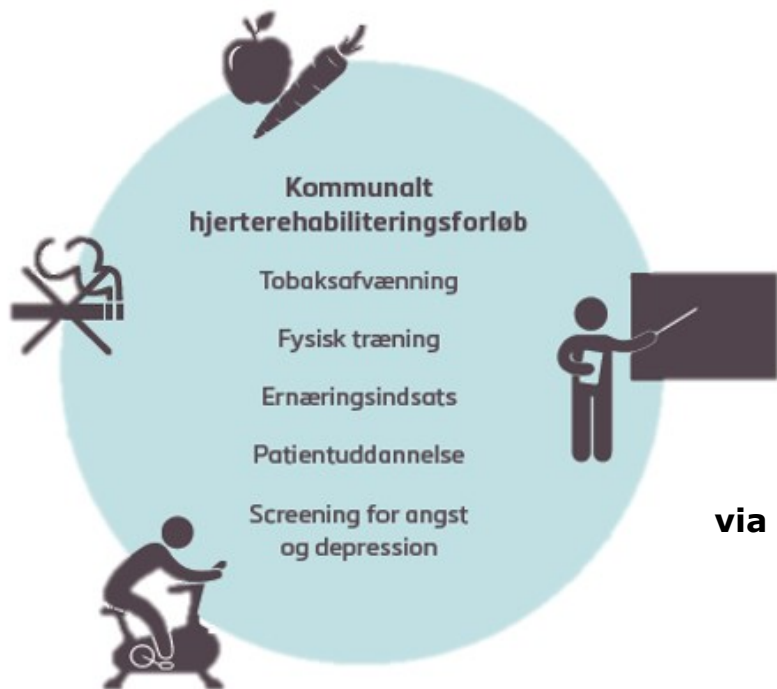 Kommunalt
hjerterehabiliteringsforløb
Tobaksafvænning
Fysisk træning
Ernæringsindsats
Patientuddannelse
Screening for angst
og depression
via